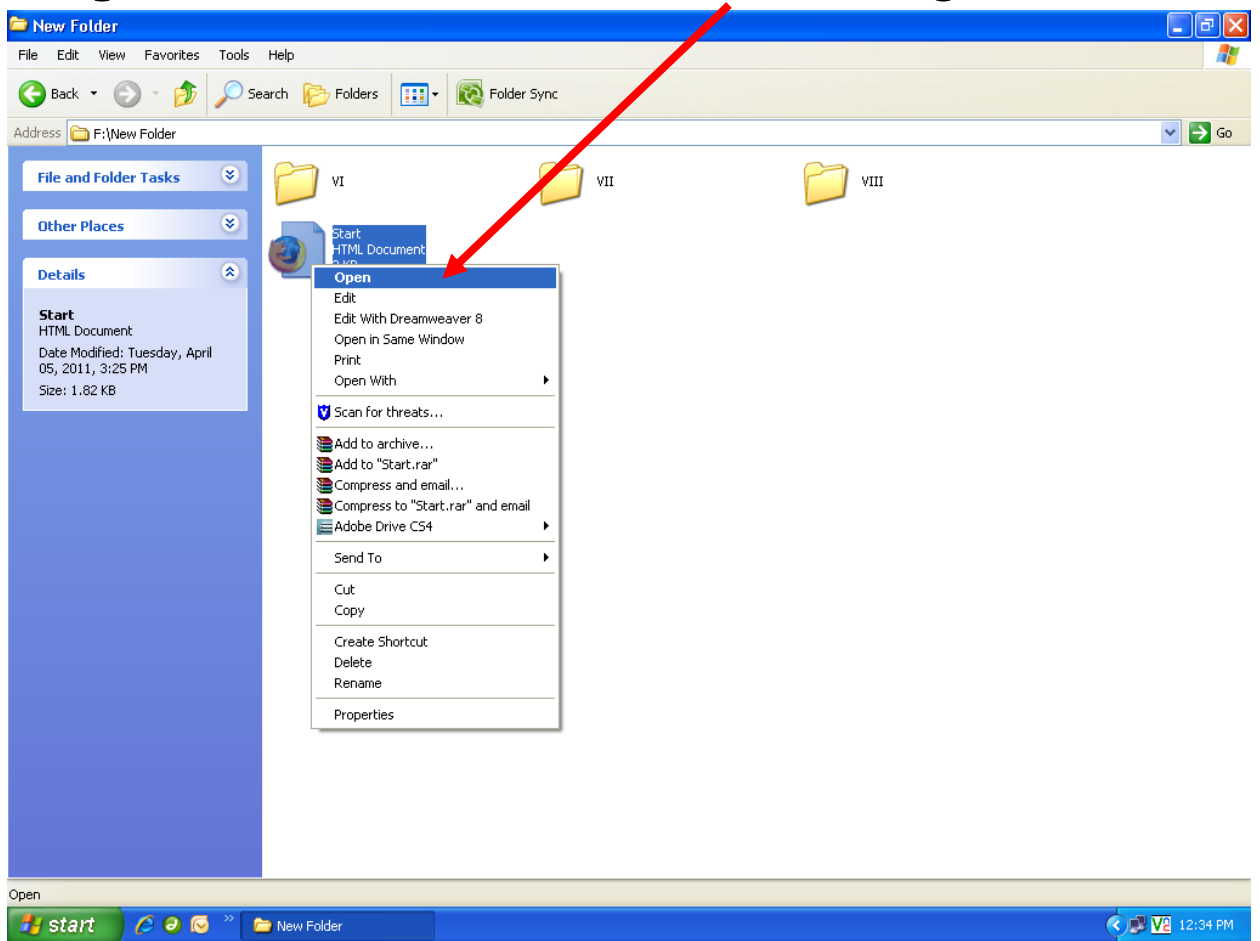 New Folder
File Edit View Favorites Tools Help
Back Search Folders Folder Sync
Address F:\New Folder Go
File and Folder Tasks
Other Places
Details
Start
HTML Document
Date Modified: Tuesday, April
05, 2011, 3:25 PM
Size: 1.82 KB
VI VII VIII
Start
HTML Document
Open
Edit
Edit With Dreamweaver 8
Open in Same Window
Print
Open With
Scan for threats...
Add to archive...
Add to "Start.rar"
Compress and email...
Compress to "Start.rar" and email
Adobe Drive CS4
Send To
Cut
Copy
Create Shortcut
Delete
Rename
Properties
Open
start New Folder 12:34 PM